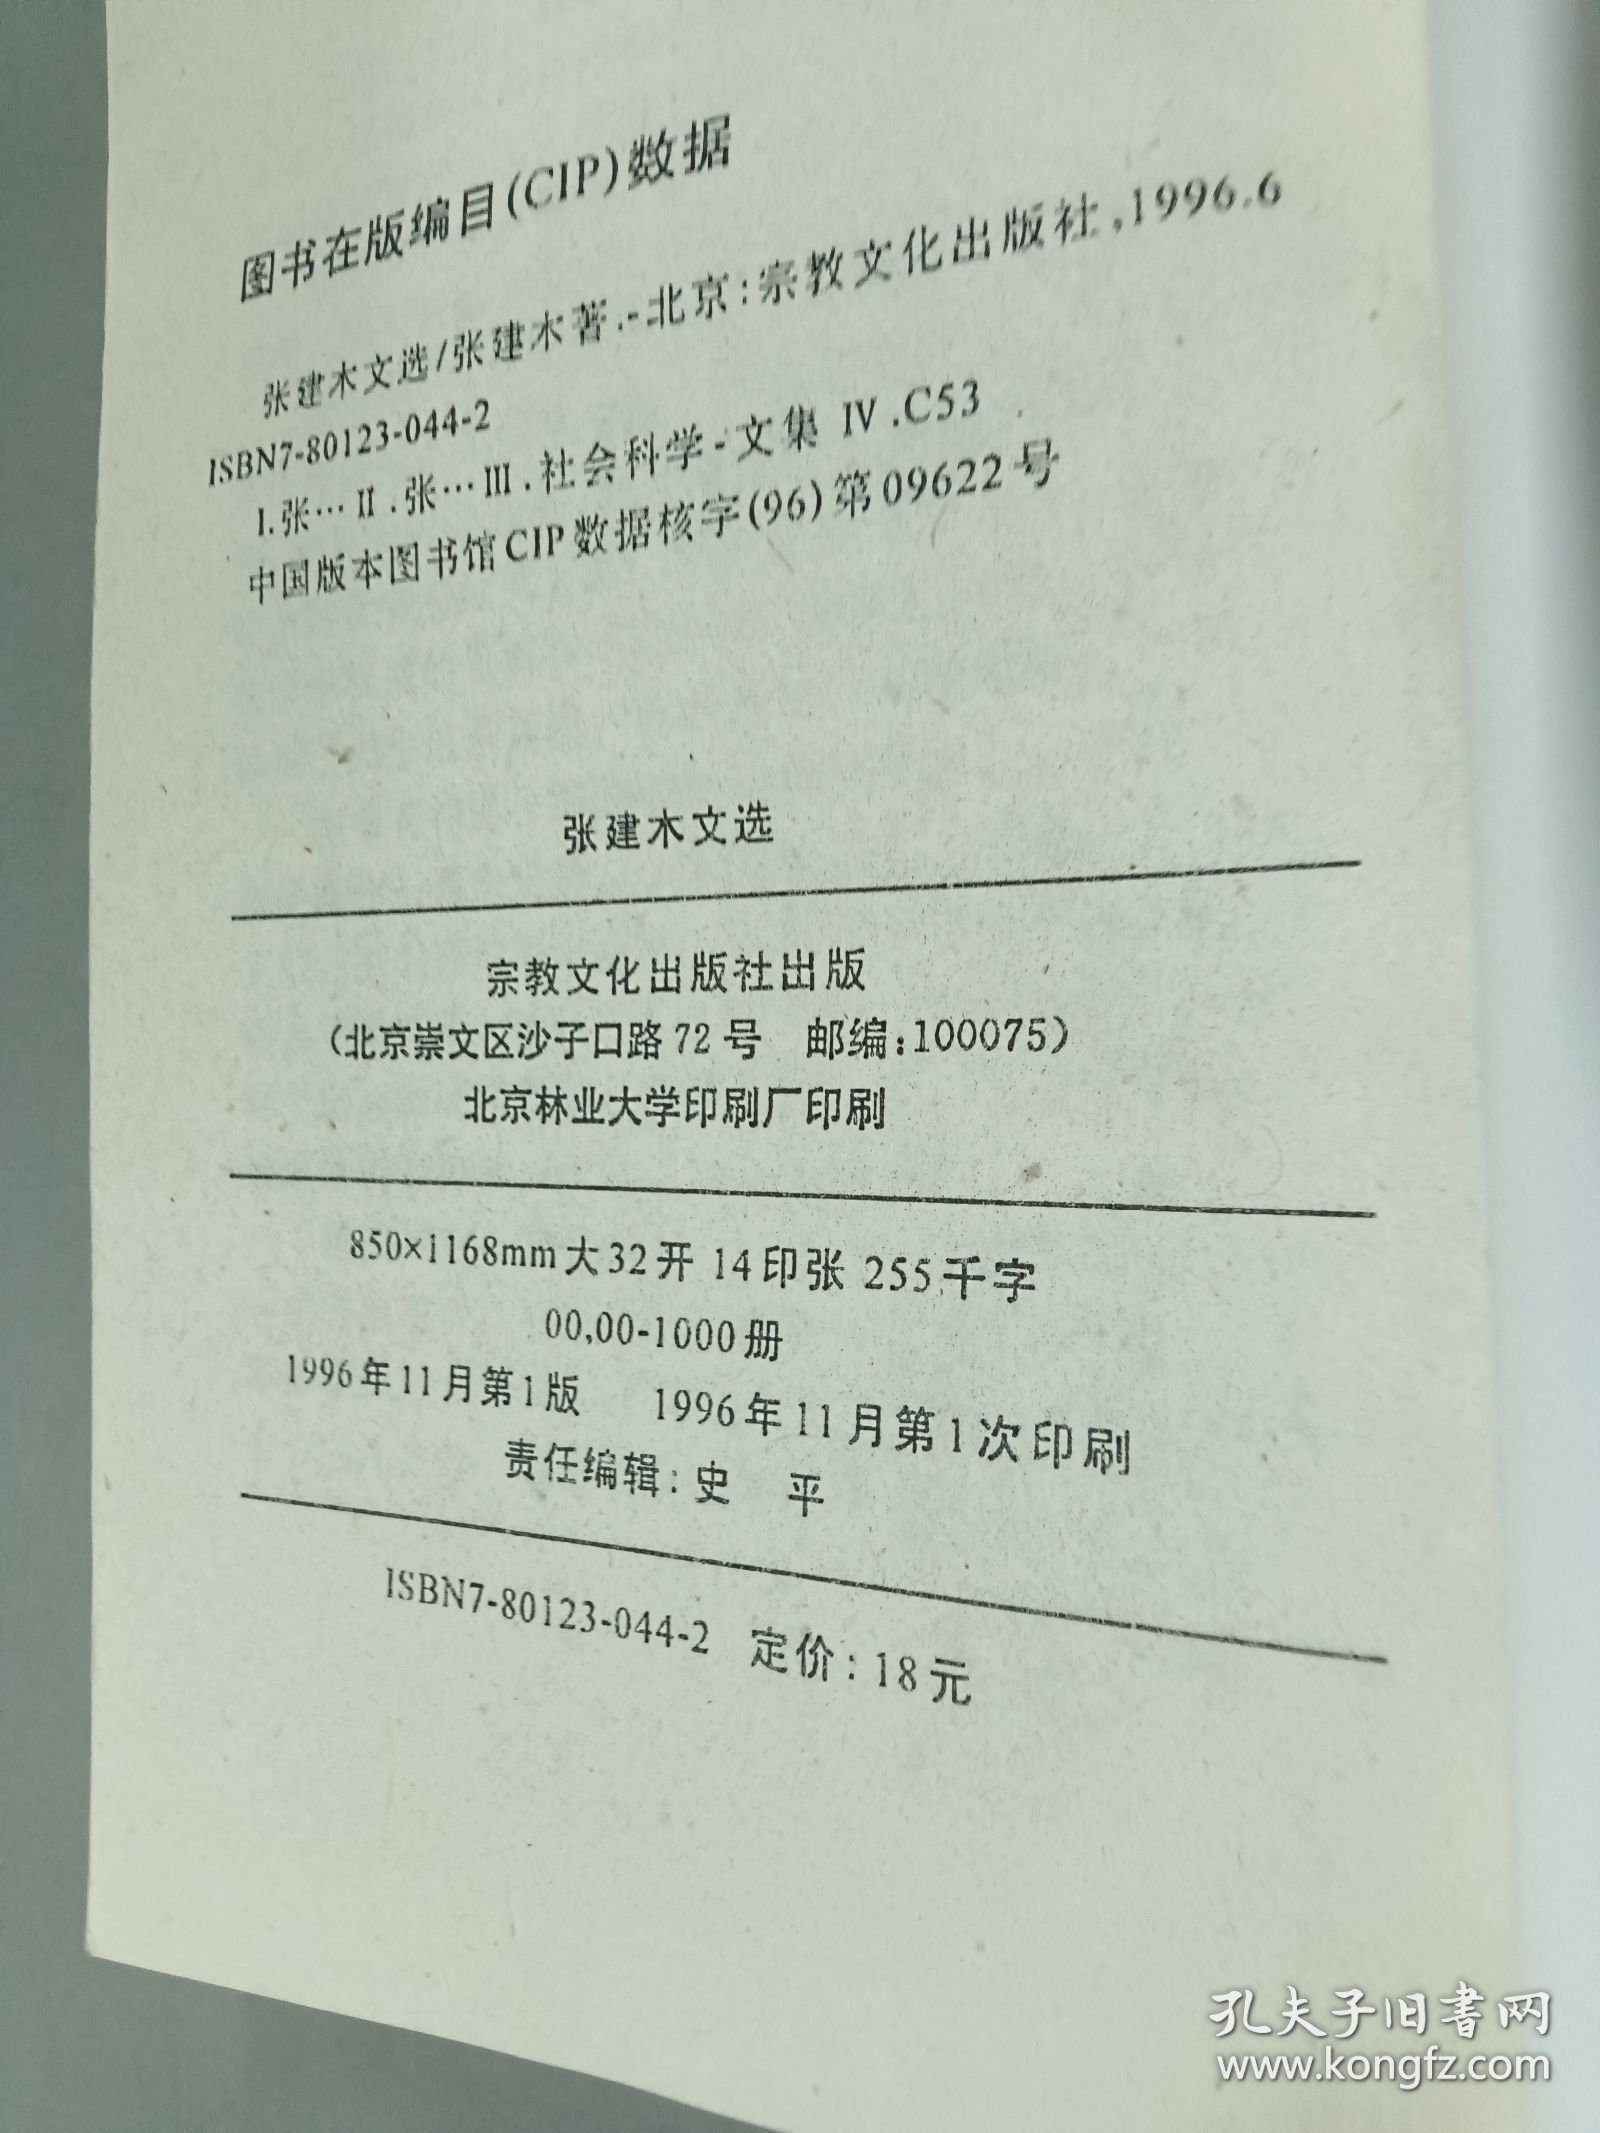 图书在版编目(CIP)数据
张建木文选/张建木著.-北京:宗教文化出版社,1996.6
ISBN7-80123-044-2
Ⅰ.张…Ⅱ.张…Ⅲ.社会科学-文集 Ⅳ.C53
中国版本图书馆CIP数据核字(96)第09622号
张建木文选
宗教文化出版社出版
(北京崇文区沙子口路72号 邮编:100075)
北京林业大学印刷厂印刷
850×1168mm大32开 14印张 255千字
00,00-1000册
1996年11月第1版 1996年11月第1次印刷
责任编辑:史 平
ISBN7-80123-044-2 定价:18元
孔夫子旧书网
www.kongfz.com